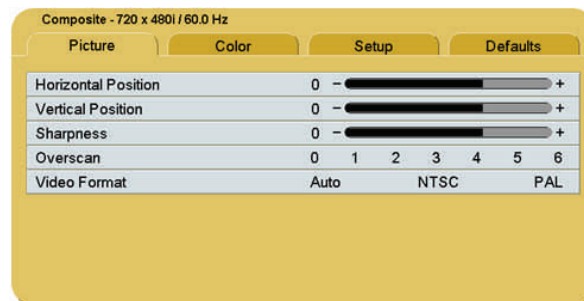 Composite - 720 x 480i / 60.0 Hz
Picture Color Setup Defaults
Horizontal Position 0 - +
Vertical Position 0 - +
Sharpness 0 - +
Overscan 0 1 2 3 4 5 6
Video Format Auto NTSC PAL